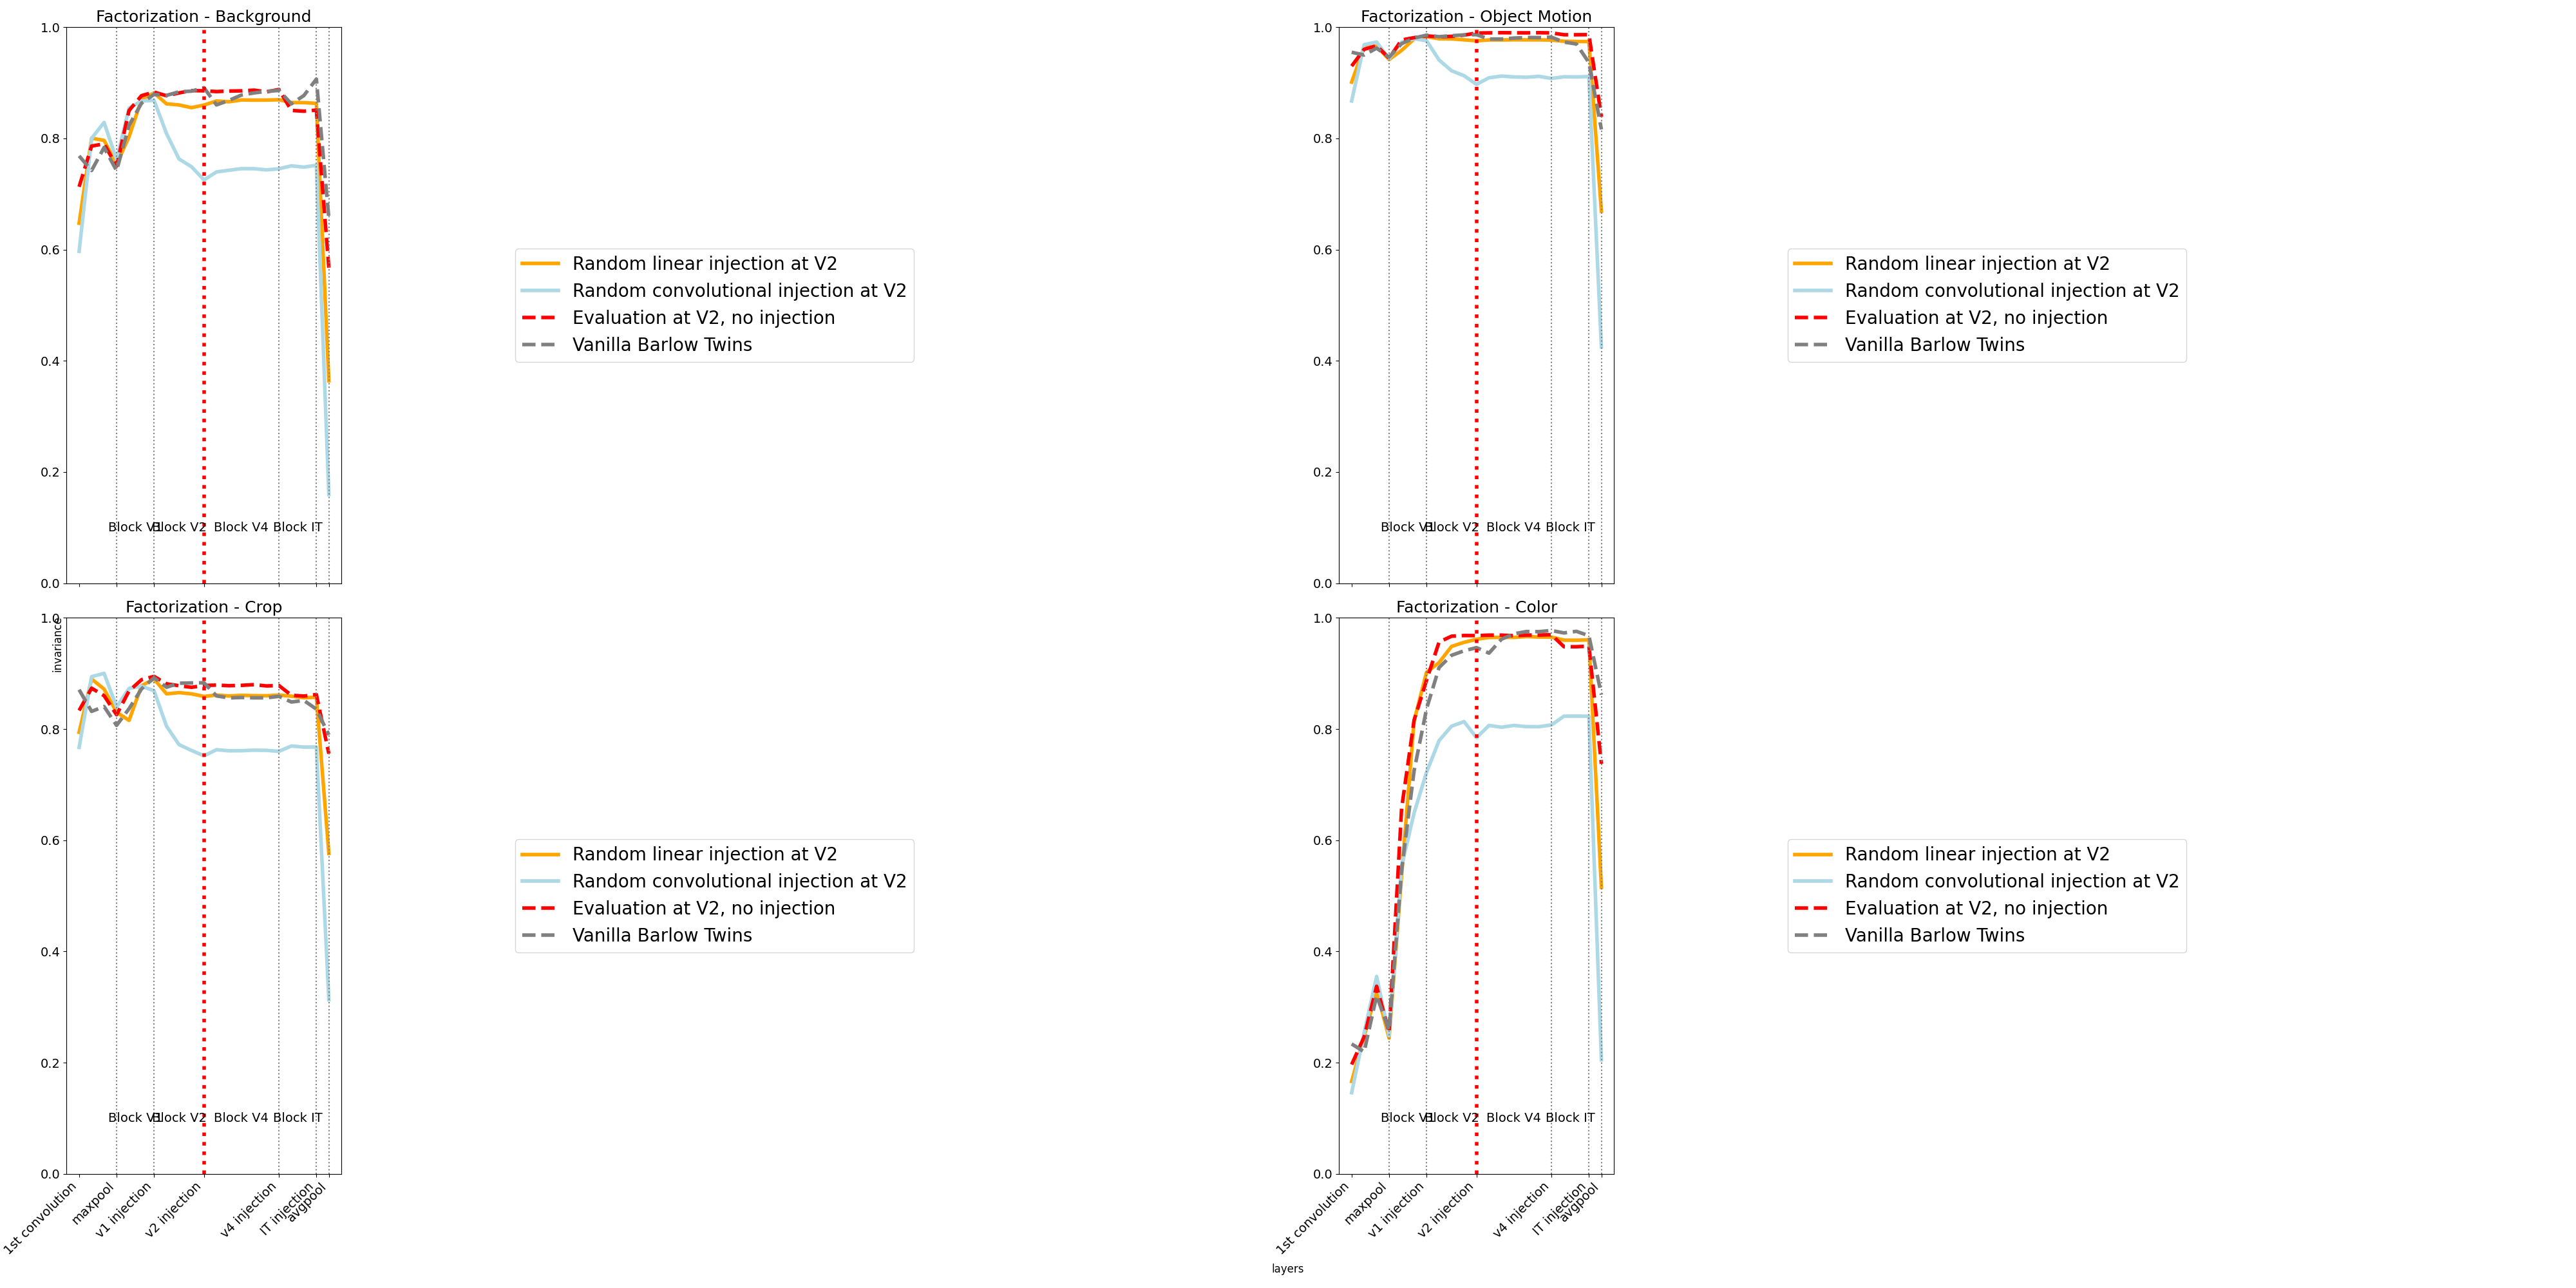 Factorization - Background
1.0
0.8
0.6
0.4
0.2
0.0
Block V1
Block V2
Block V4
Block IT
Random linear injection at V2
Random convolutional injection at V2
Evaluation at V2, no injection
Vanilla Barlow Twins
Factorization - Object Motion
1.0
0.8
0.6
0.4
0.2
0.0
Block V1
Block V2
Block V4
Block IT
Random linear injection at V2
Random convolutional injection at V2
Evaluation at V2, no injection
Vanilla Barlow Twins
Factorization - Crop
invariance
1.0
0.8
0.6
0.4
0.2
0.0
Block V1
Block V2
Block V4
Block IT
1st convolution
maxpool
v1 injection
v2 injection
v4 injection
IT injection
avgpool
Random linear injection at V2
Random convolutional injection at V2
Evaluation at V2, no injection
Vanilla Barlow Twins
Factorization - Color
1.0
0.8
0.6
0.4
0.2
0.0
Block V1
Block V2
Block V4
Block IT
1st convolution
maxpool
v1 injection
v2 injection
v4 injection
IT injection
avgpool
Random linear injection at V2
Random convolutional injection at V2
Evaluation at V2, no injection
Vanilla Barlow Twins
layers